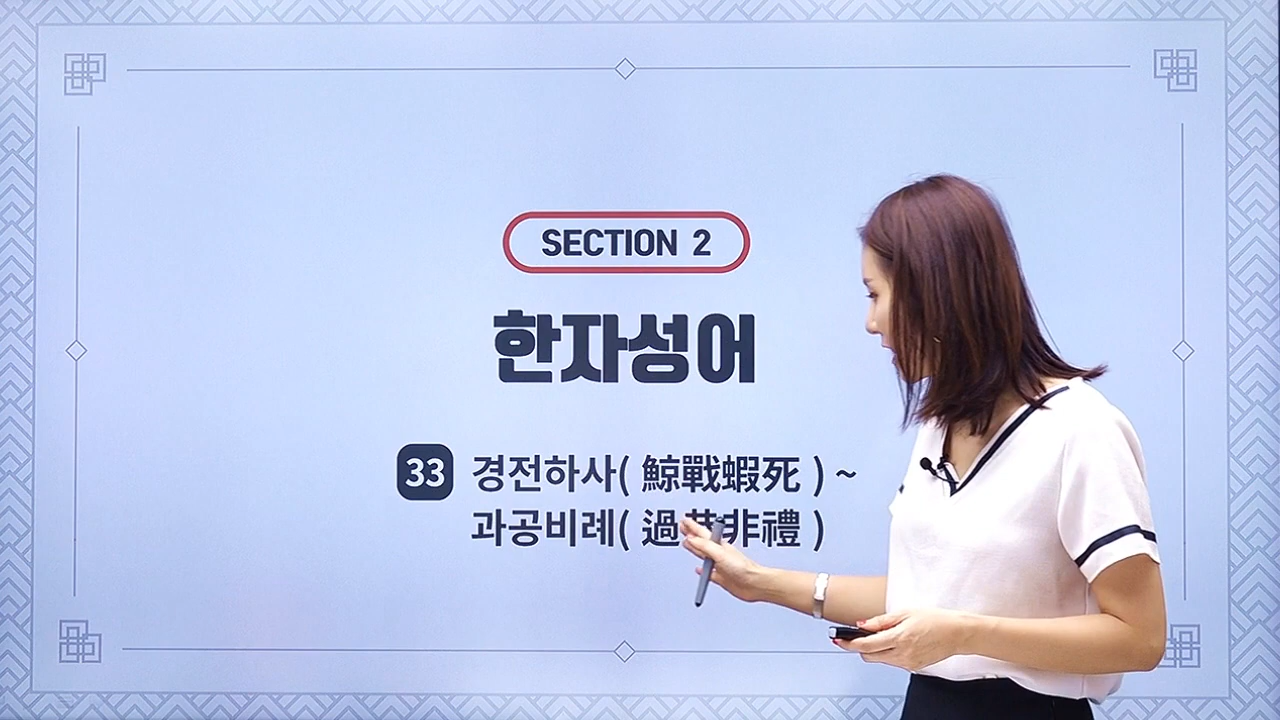 SECTION 2
한자성어
33 경전하사( 鯨戰蝦死 ) ~
과공비례( 過恭非禮 )